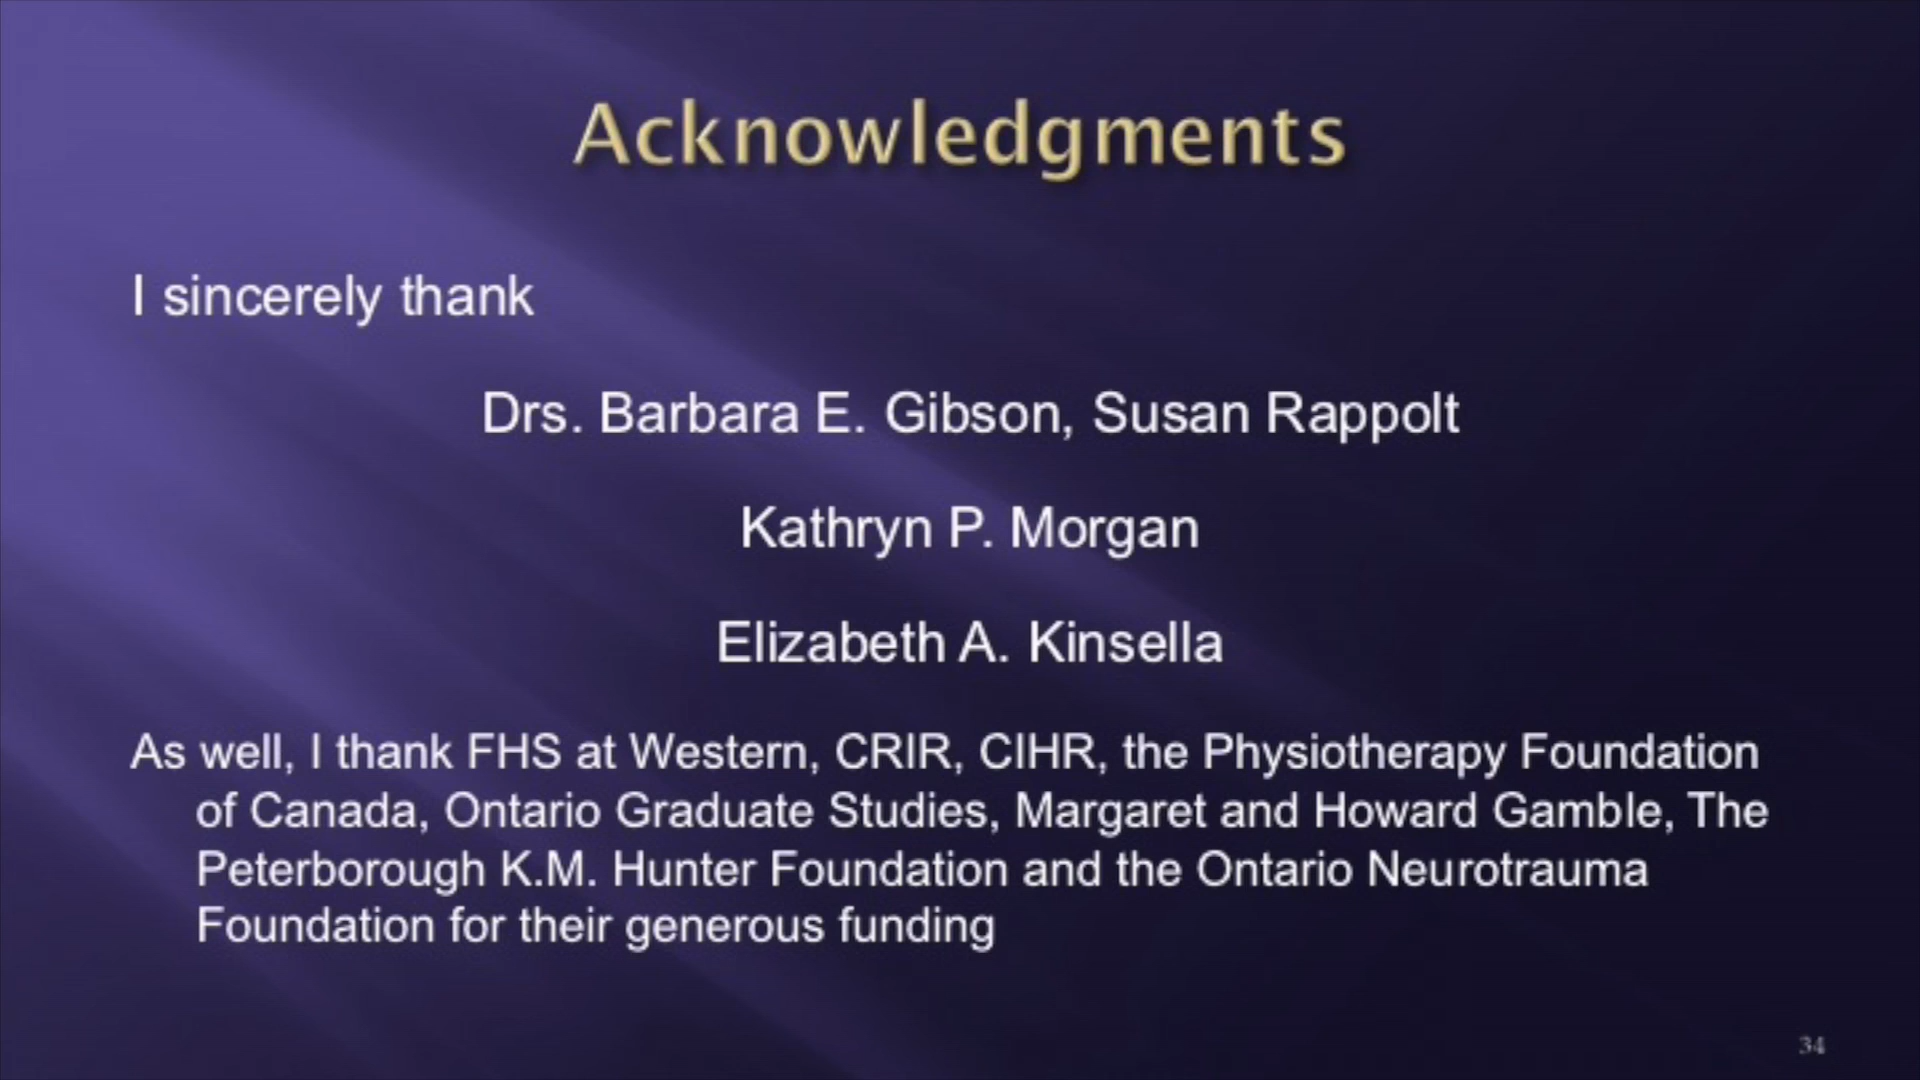 Acknowledgments
I sincerely thank
Drs. Barbara E. Gibson, Susan Rappolt
Kathryn P. Morgan
Elizabeth A. Kinsella
As well, I thank FHS at Western, CRIR, CIHR, the Physiotherapy Foundation
of Canada, Ontario Graduate Studies, Margaret and Howard Gamble, The
Peterborough K.M. Hunter Foundation and the Ontario Neurotrauma
Foundation for their generous funding
34